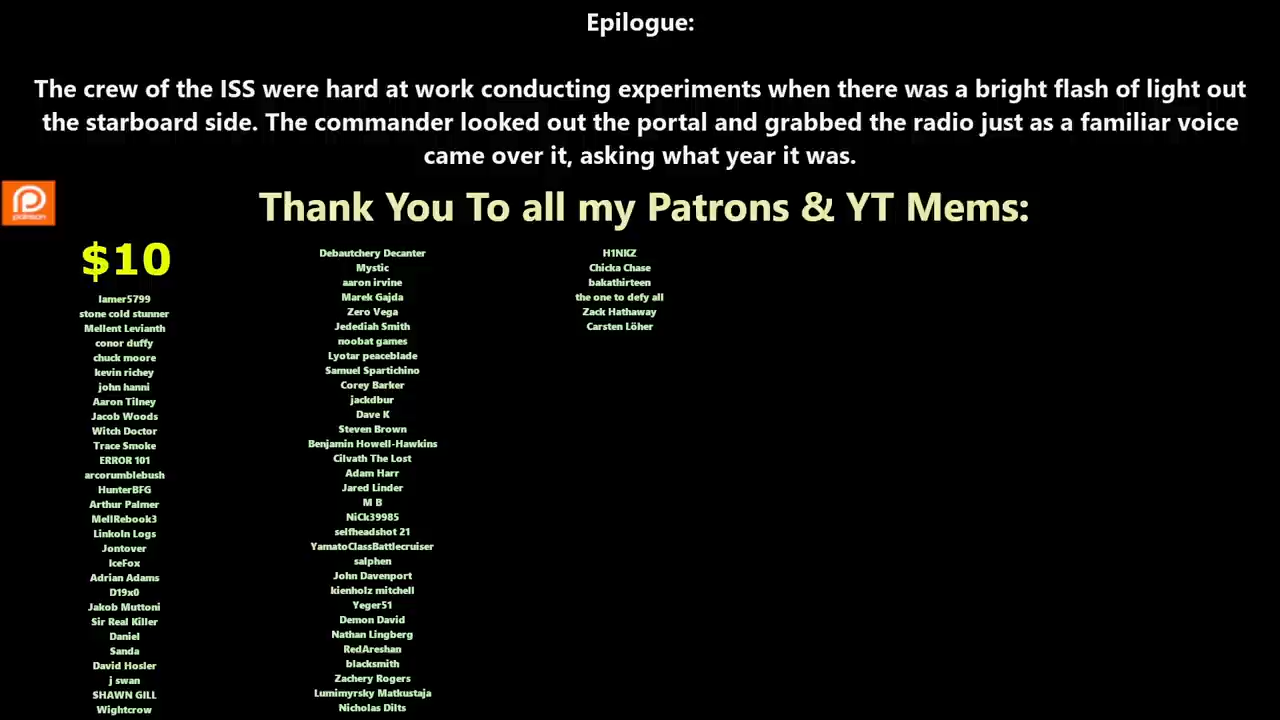 Epilogue:
The crew of the ISS were hard at work conducting experiments when there was a bright flash of light out
the starboard side. The commander looked out the portal and grabbed the radio just as a familiar voice
came over it, asking what year it was.
patreon
Thank You To all my Patrons & YT Mems:
$10
lamer5799
stone cold stunner
Mellent Levianth
conor duffy
chuck moore
kevin richey
john hanni
Aaron Tilney
Jacob Woods
Witch Doctor
Trace Smoke
ERROR 101
arcorumblebush
HunterBFG
Arthur Palmer
MellRebook3
Linkoln Logs
Jontover
IceFox
Adrian Adams
D19x0
Jakob Muttoni
Sir Real Killer
Daniel
Sanda
David Hosler
j swan
SHAWN GILL
Wightcrow
Debautchery Decanter
Mystic
aaron irvine
Marek Gajda
Zero Vega
Jedediah Smith
noobat games
Lyotar peaceblade
Samuel Spartichino
Corey Barker
jackdbur
Dave K
Steven Brown
Benjamin Howell-Hawkins
Cilvath The Lost
Adam Harr
Jared Linder
M B
NiCk39985
selfheadshot 21
YamatoClassBattlecruiser
salphen
John Davenport
kienholz mitchell
Yeger51
Demon David
Nathan Lingberg
RedAreshan
blacksmith
Zachery Rogers
Lumimyrsky Matkustaja
Nicholas Dilts
H1NKZ
Chicka Chase
bakathirteen
the one to defy all
Zack Hathaway
Carsten Löher